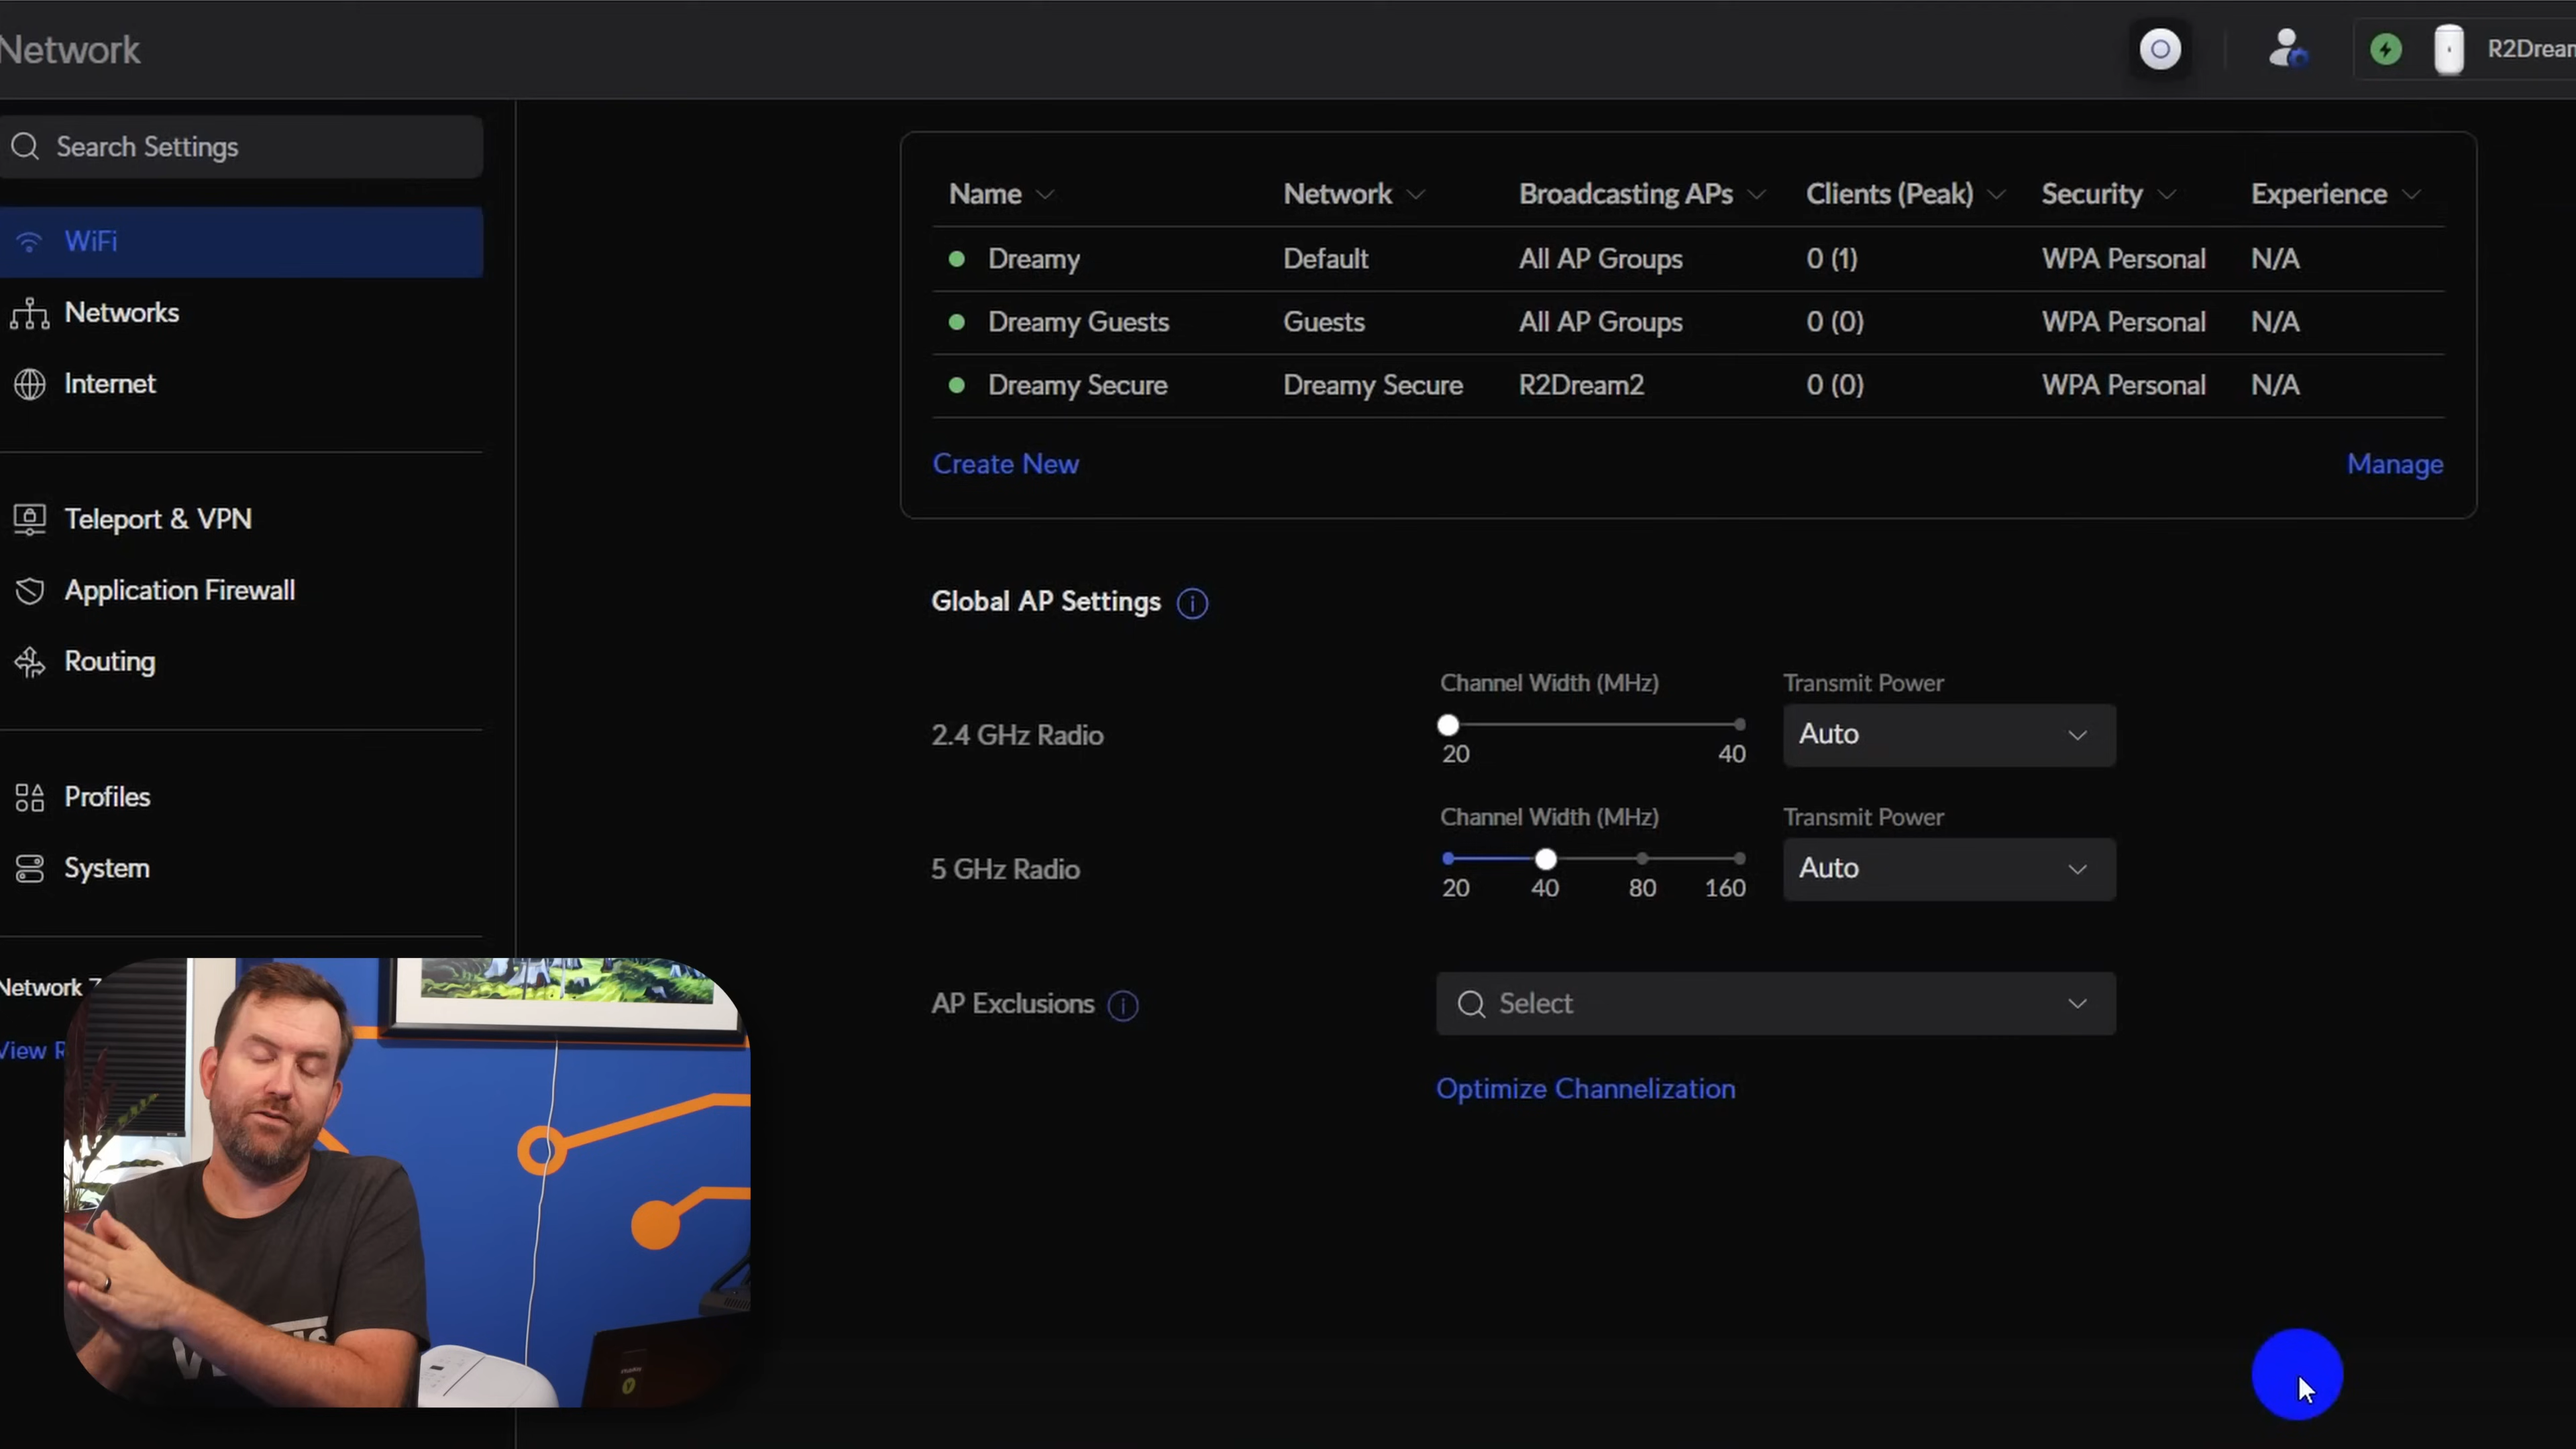 Network
R2Dream
Search Settings
WiFi
Networks
Internet
Teleport & VPN
Application Firewall
Routing
Profiles
System
Network 7
View R
Name Network Broadcasting APs Clients (Peak) Security Experience
Dreamy Default All AP Groups 0 (1) WPA Personal N/A
Dreamy Guests Guests All AP Groups 0 (0) WPA Personal N/A
Dreamy Secure Dreamy Secure R2Dream2 0 (0) WPA Personal N/A
Create New Manage
Global AP Settings
Channel Width (MHz) Transmit Power
2.4 GHz Radio Auto
20 40
Channel Width (MHz) Transmit Power
5 GHz Radio Auto
20 40 80 160
AP Exclusions Select
Optimize Channelization